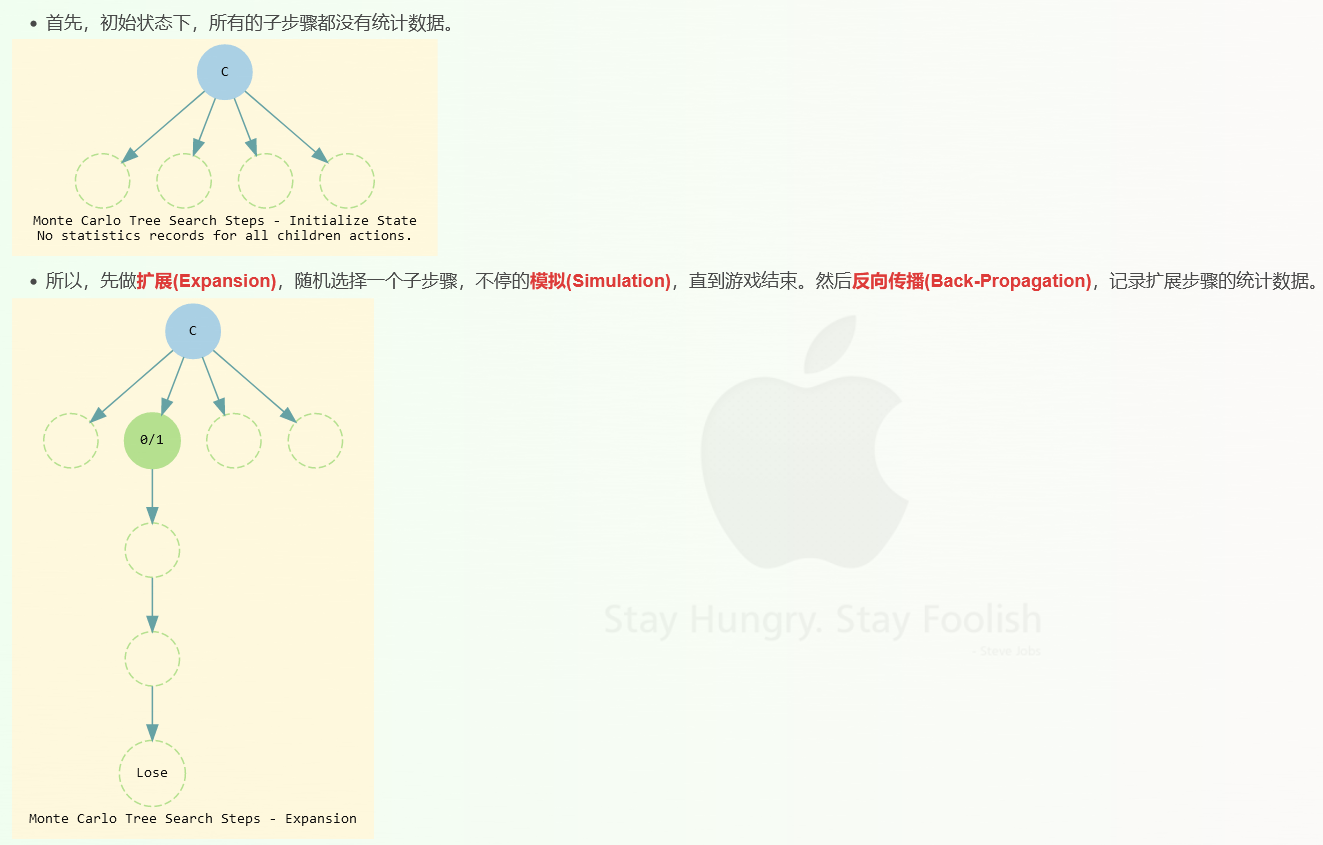 首先，初始状态下，所有的子步骤都没有统计数据。
C
Monte Carlo Tree Search Steps - Initialize State
No statistics records for all children actions.
所以，先做扩展(Expansion)，随机选择一个子步骤，不停的模拟(Simulation)，直到游戏结束。然后反向传播(Back-Propagation)，记录扩展步骤的统计数据。
C
0/1
Lose
Monte Carlo Tree Search Steps - Expansion
Stay Hungry. Stay Foolish
- Steve Jobs